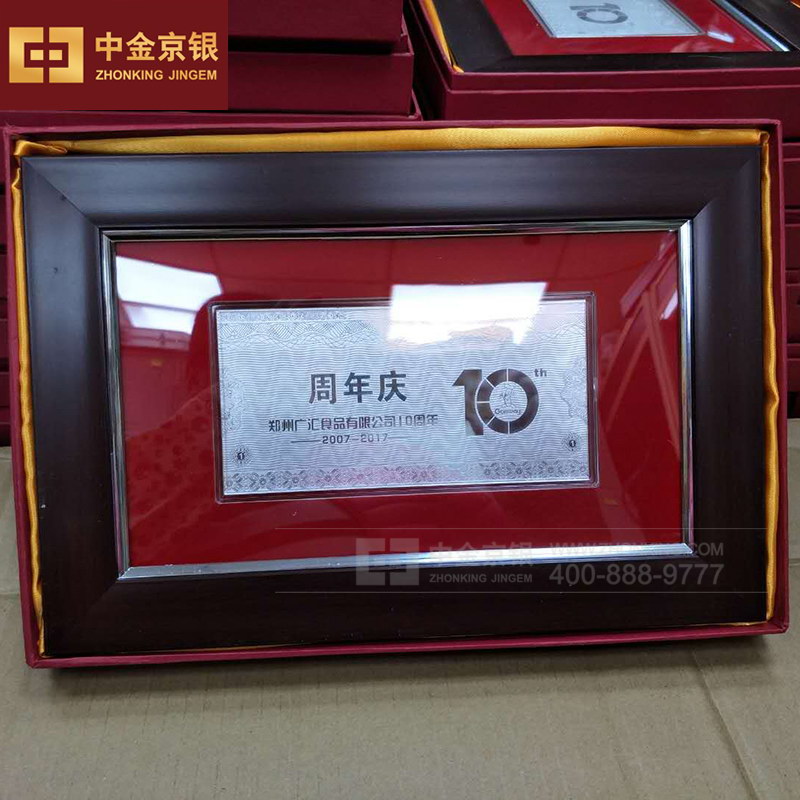 中金京银
ZHONKING JINGEM
10
周年庆
10th
郑州广汇食品有限公司10周年
2007-2017
中金京银
ZHONKING JINGEM
400-888-9777